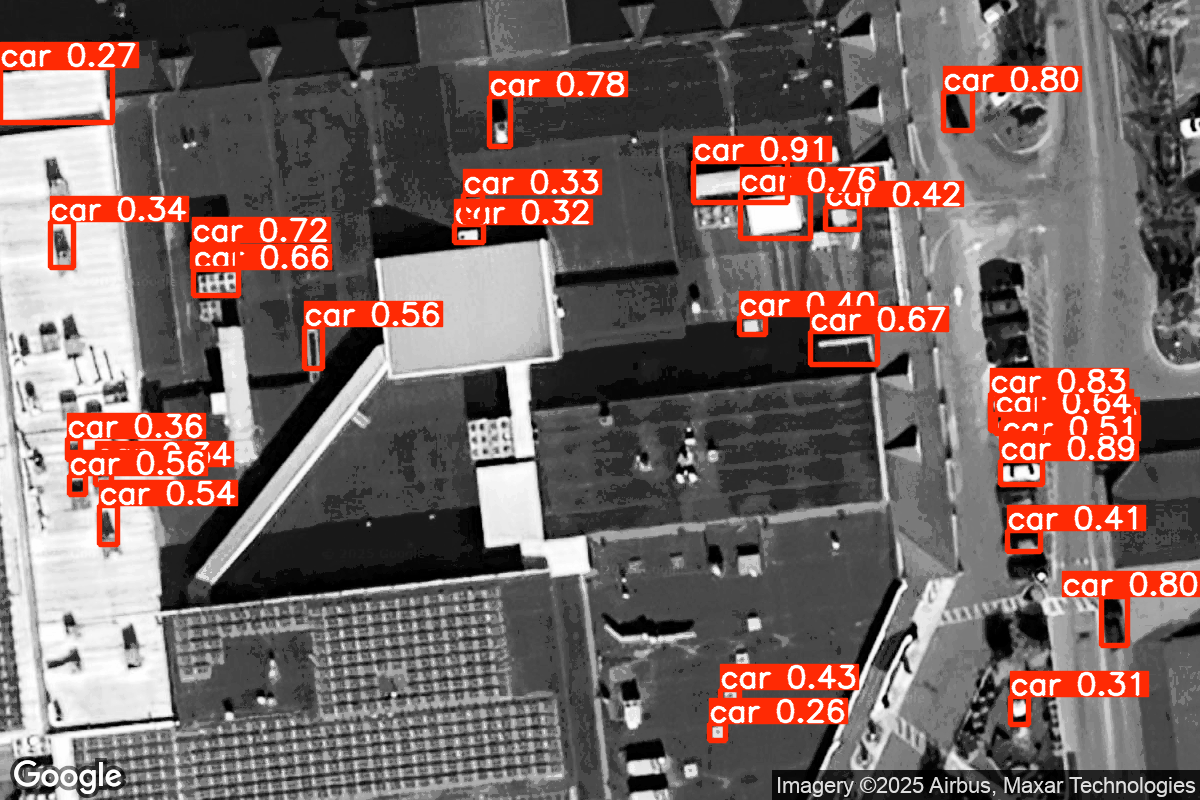 car 0.27
car 0.78
car 0.80
car 0.91
car 0.33
car 0.76
car 0.42
car 0.34
car 0.32
car 0.72
car 0.66
car 0.40
car 0.56
car 0.67
car 0.83
car 0.64
car 0.51
car 0.36
car 0.89
car 0.56
car 0.54
car 0.41
car 0.80
car 0.43
car 0.31
car 0.26
Google
Imagery ©2025 Airbus, Maxar Technologies